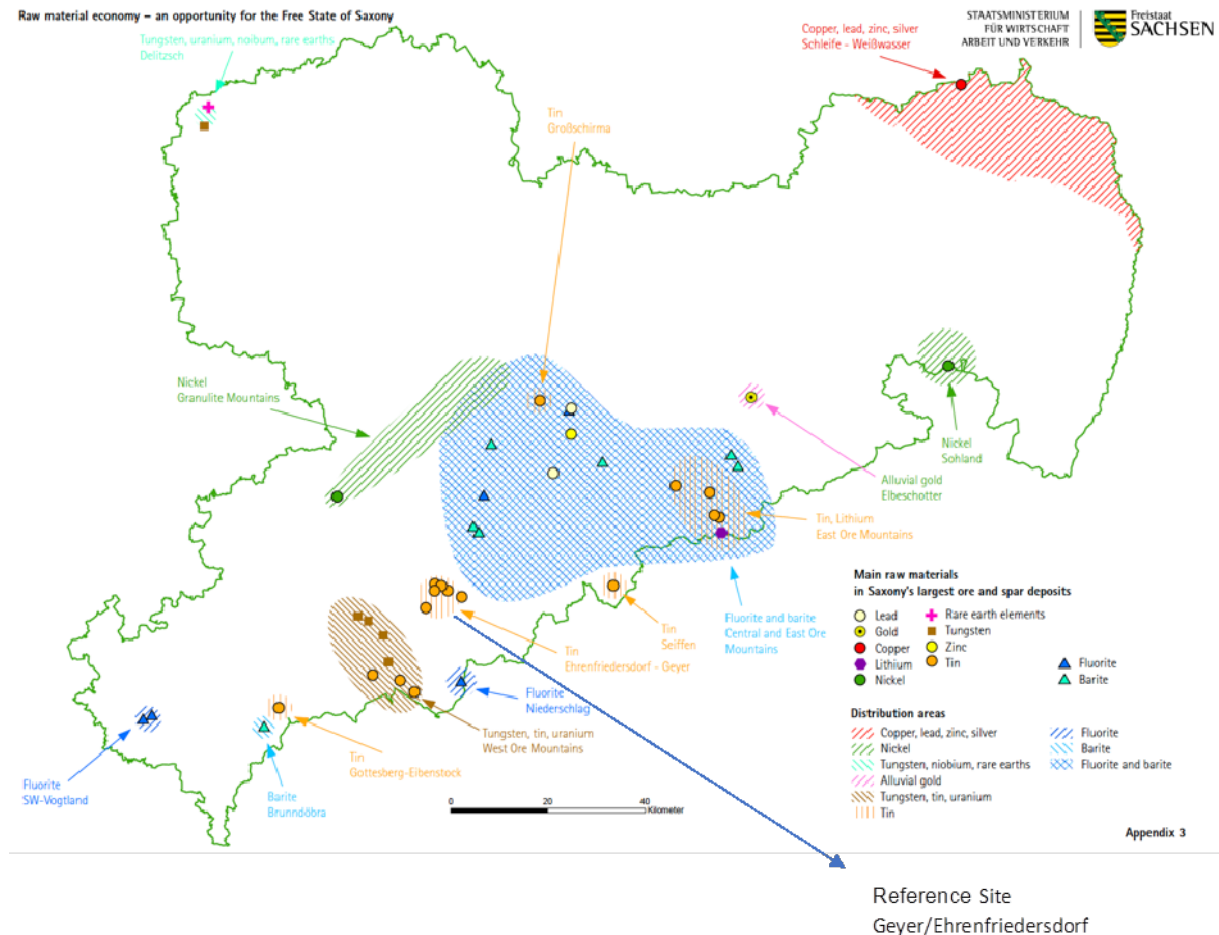 Raw material economy – an opportunity for the Free State of Saxony
STAATSMINISTERIUM
FÜR WIRTSCHAFT
ARBEIT UND VERKEHR
Freistaat
SACHSEN
Tungsten, uranium, noibum, rare earths
Delitzsch
Copper, lead, zinc, silver
Schleife - Weißwasser
Tin
Großschirma
Nickel
Granulite Mountains
Nickel
Sohland
Alluvial gold
Elbeschotter
Tin, Lithium
East Ore Mountains
Fluorite and barite
Central and East Ore
Mountains
Tin
Seiffen
Tin
Ehrenfriedersdorf - Geyer
Fluorite
Niederschlag
Tungsten, tin, uranium
West Ore Mountains
Tin
Gottesberg-Eibenstock
Barite
Brunndöbra
Fluorite
SW-Vogtland
0 20 40
Kilometer
Main raw materials
in Saxony's largest ore and spar deposits
Lead
Gold
Copper
Lithium
Nickel
Rare earth elements
Tungsten
Zinc
Tin
Fluorite
Barite
Distribution areas
Copper, lead, zinc, silver
Nickel
Tungsten, niobium, rare earths
Alluvial gold
Tungsten, tin, uranium
Tin
Fluorite
Barite
Fluorite and barite
Appendix 3
Reference Site
Geyer/Ehrenfriedersdorf